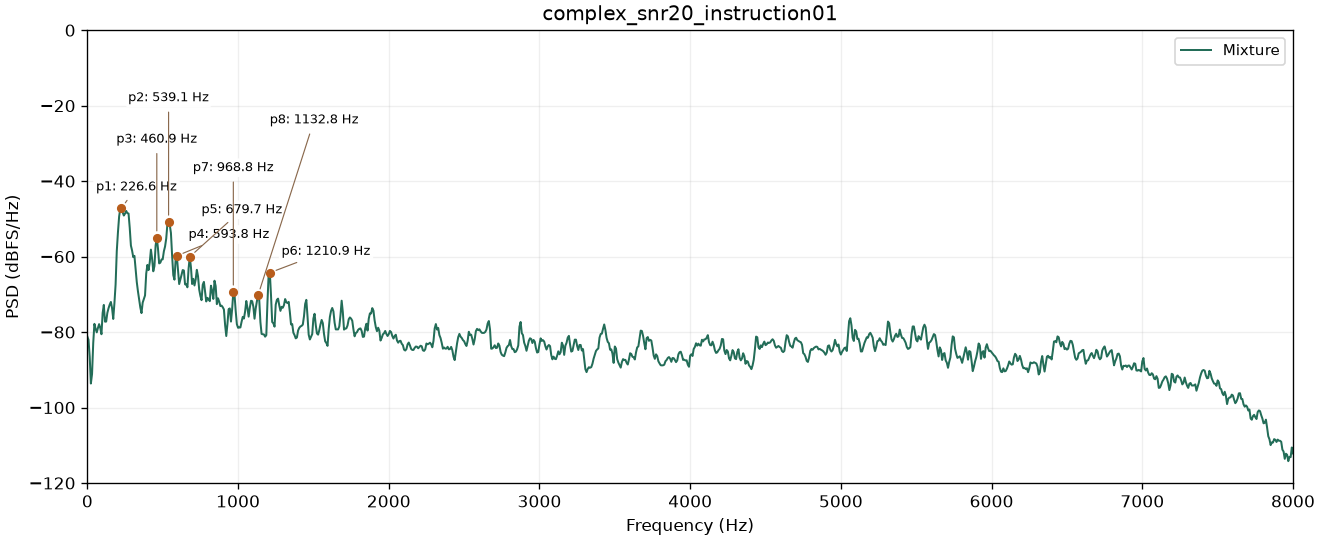 complex_snr20_instruction01
Mixture
p2: 539.1 Hz
p8: 1132.8 Hz
p3: 460.9 Hz
p7: 968.8 Hz
p1: 226.6 Hz
p5: 679.7 Hz
p4: 593.8 Hz
p6: 1210.9 Hz
PSD (dBFS/Hz)
0
−20
−40
−60
−80
−100
−120
0 1000 2000 3000 4000 5000 6000 7000 8000
Frequency (Hz)